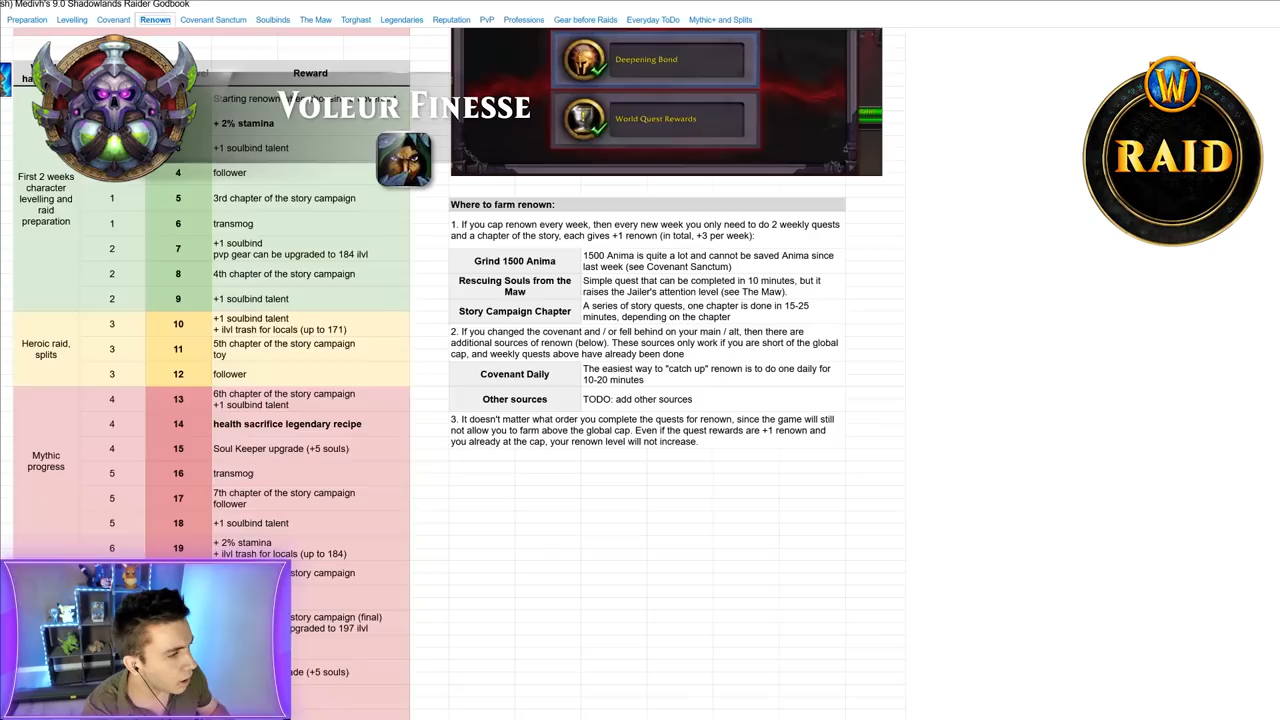 sh) Medivh's 9.0 Shadowlands Raider Godbook
Preparation Levelling Covenant Renown Covenant Sanctum Soulbinds The Maw Torghast Legendaries Reputation PvP Professions Gear before Raids Everyday ToDo Mythic+ and Splits
Reward
Starting renown
VOLEUR FINESSE
+ 2% stamina
+1 soulbind talent
4 follower
First 2 weeks
character
levelling and
raid
preparation
1 5 3rd chapter of the story campaign
1 6 transmog
2 7 +1 soulbind
pvp gear can be upgraded to 184 ilvl
2 8 4th chapter of the story campaign
2 9 +1 soulbind talent
Heroic raid,
splits
3 10 +1 soulbind talent
+ ilvl trash for locals (up to 171)
3 11 5th chapter of the story campaign
toy
3 12 follower
Mythic
progress
4 13 6th chapter of the story campaign
+1 soulbind talent
4 14 health sacrifice legendary recipe
4 15 Soul Keeper upgrade (+5 souls)
5 16 transmog
5 17 7th chapter of the story campaign
follower
5 18 +1 soulbind talent
6 19 + 2% stamina
+ ilvl trash for locals (up to 184)
story campaign
story campaign (final)
pgraded to 197 ilvl
ade (+5 souls)
Deepening Bond
World Quest Rewards
Where to farm renown:
1. If you cap renown every week, then every new week you only need to do 2 weekly quests
and a chapter of the story, each gives +1 renown (in total, +3 per week):
Grind 1500 Anima
1500 Anima is quite a lot and cannot be saved Anima since
last week (see Covenant Sanctum)
Rescuing Souls from the
Maw
Simple quest that can be completed in 10 minutes, but it
raises the Jailer's attention level (see The Maw).
Story Campaign Chapter
A series of story quests, one chapter is done in 15-25
minutes, depending on the chapter
2. If you changed the covenant and / or fell behind on your main / alt, then there are
additional sources of renown (below). These sources only work if you are short of the global
cap, and weekly quests above have already been done
Covenant Daily
The easiest way to "catch up" renown is to do one daily for
10-20 minutes
Other sources
TODO: add other sources
3. It doesn't matter what order you complete the quests for renown, since the game will still
not allow you to farm above the global cap. Even if the quest rewards are +1 renown and
you already at the cap, your renown level will not increase.
W
RAID